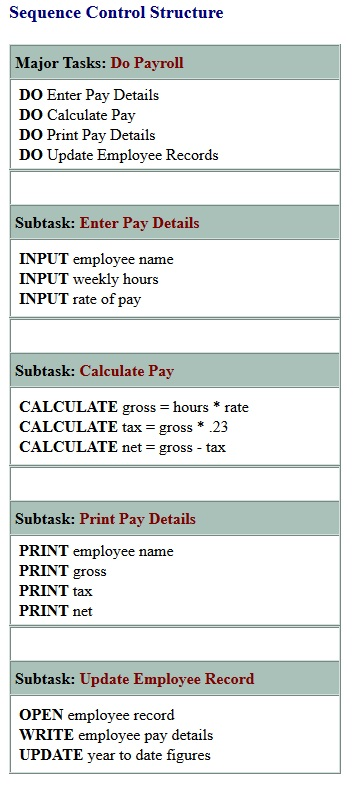 Sequence Control Structure
Major Tasks: Do Payroll
DO Enter Pay Details
DO Calculate Pay
DO Print Pay Details
DO Update Employee Records
Subtask: Enter Pay Details
INPUT employee name
INPUT weekly hours
INPUT rate of pay
Subtask: Calculate Pay
CALCULATE gross = hours * rate
CALCULATE tax = gross * .23
CALCULATE net = gross - tax
Subtask: Print Pay Details
PRINT employee name
PRINT gross
PRINT tax
PRINT net
Subtask: Update Employee Record
OPEN employee record
WRITE employee pay details
UPDATE year to date figures